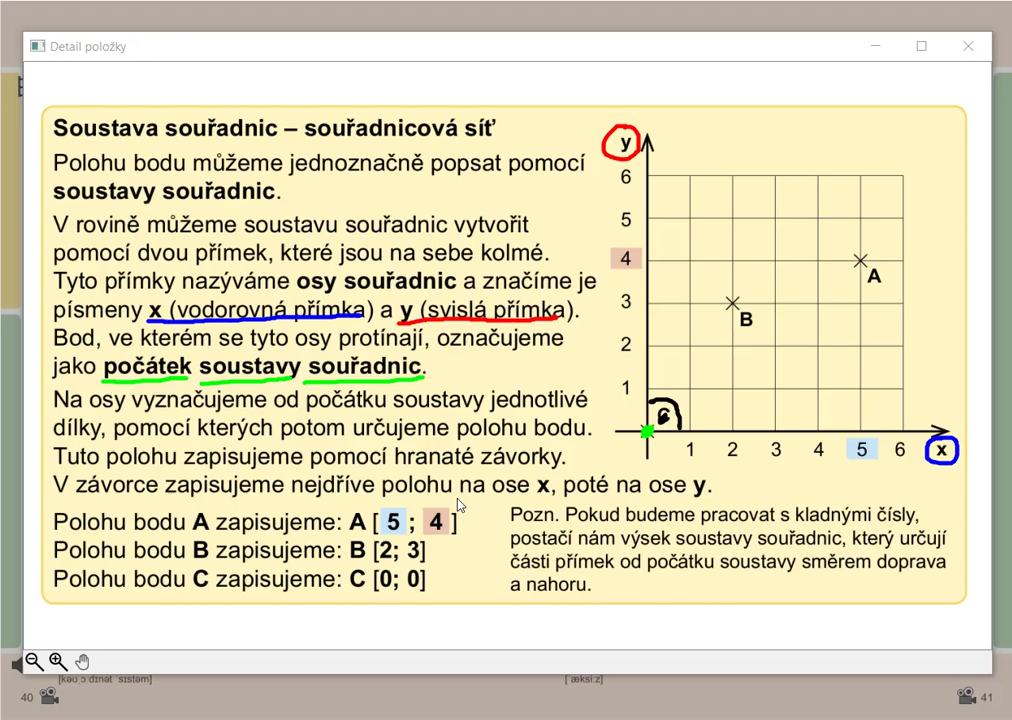 Detail položky
Soustava souřadnic – souřadnicová síť
Polohu bodu můžeme jednoznačně popsat pomocí
soustavy souřadnic.
V rovině můžeme soustavu souřadnic vytvořit
pomocí dvou přímek, které jsou na sebe kolmé.
Tyto přímky nazýváme osy souřadnic a značíme je
písmeny x (vodorovná přímka) a y (svislá přímka).
Bod, ve kterém se tyto osy protínají, označujeme
jako počátek soustavy souřadnic.
Na osy vyznačujeme od počátku soustavy jednotlivé
dílky, pomocí kterých potom určujeme polohu bodu.
Tuto polohu zapisujeme pomocí hranaté závorky.
V závorce zapisujeme nejdříve polohu na ose x, poté na ose y.
Polohu bodu A zapisujeme: A [ 5 ; 4 ]
Polohu bodu B zapisujeme: B [2; 3]
Polohu bodu C zapisujeme: C [0; 0]
y
6
5
4
A
3
B
2
1
C
1 2 3 4 5 6 x
Pozn. Pokud budeme pracovat s kladnými čísly,
postačí nám výsek soustavy souřadnic, který určují
části přímek od počátku soustavy směrem doprava
a nahoru.
[kəʊˌɔːdɪnət ˈsɪstəm]
[ˈæksiːz]
40
41